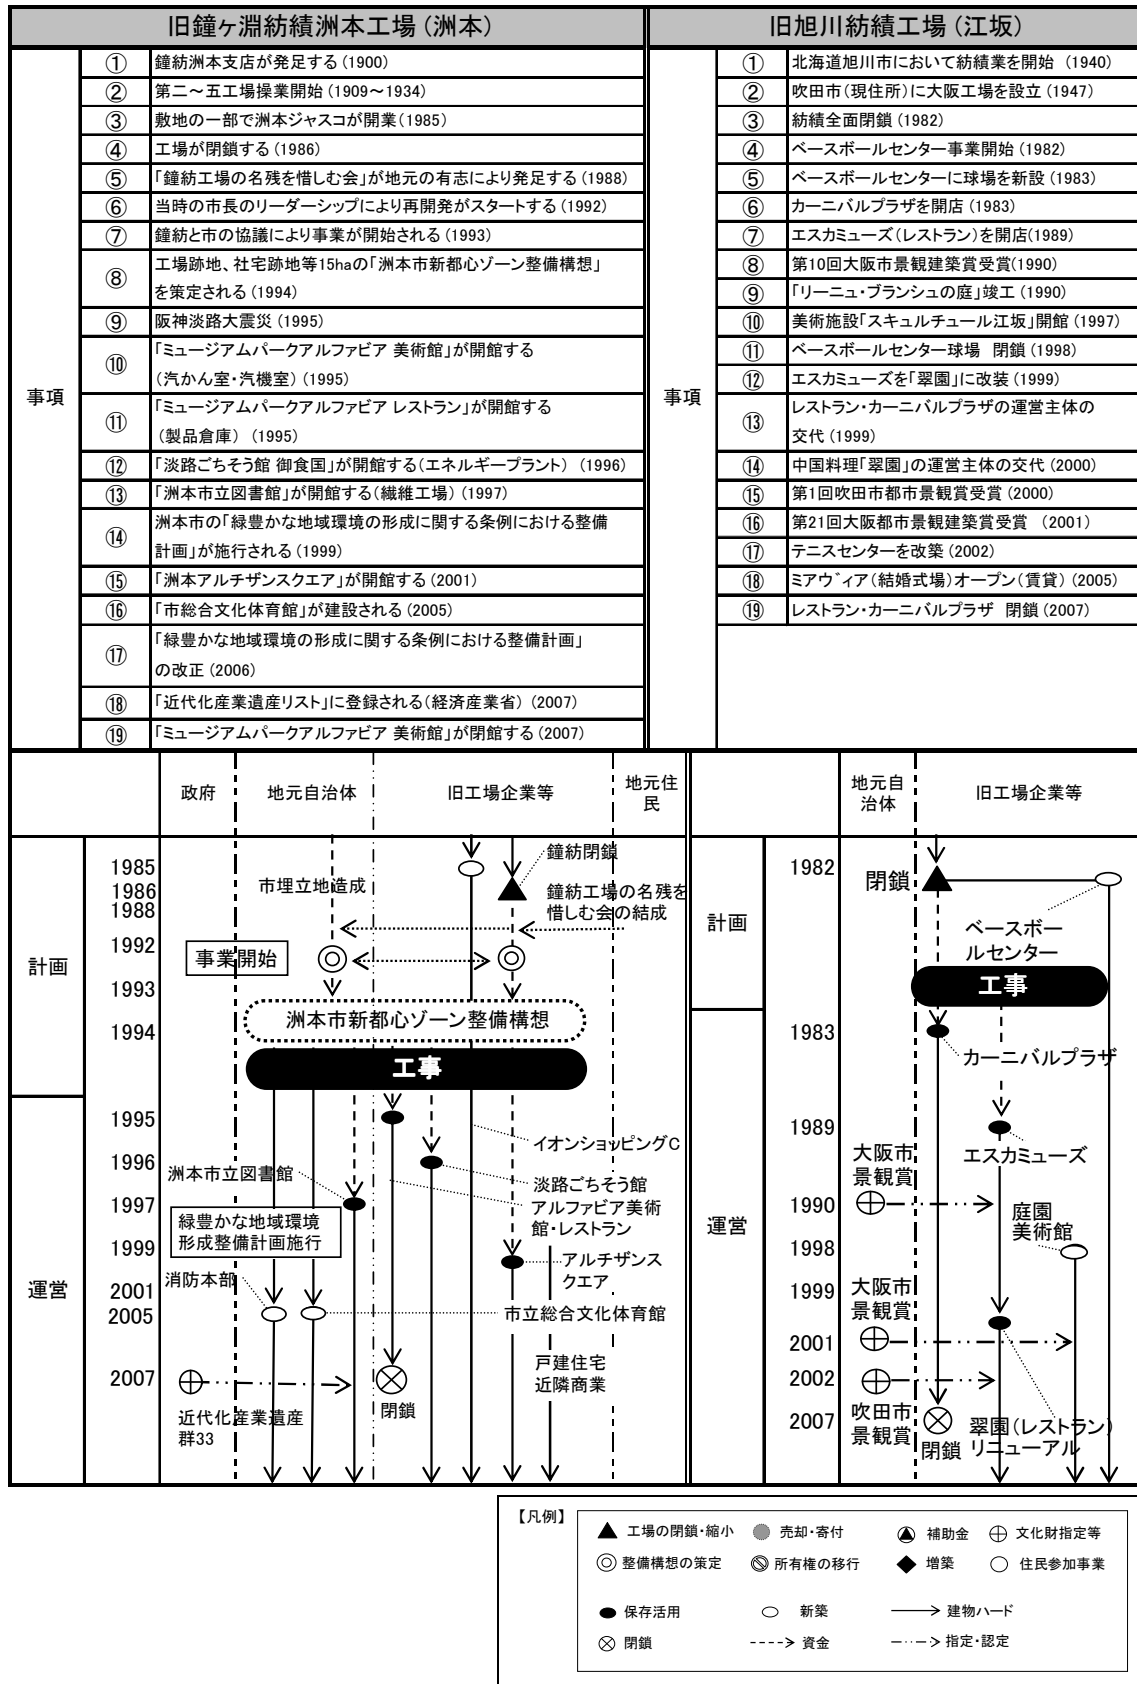 旧鐘ヶ淵紡績洲本工場（洲本）
事項
① 鐘紡洲本支店が発足する（1900）
② 第二～五工場操業開始（1909～1934）
③ 敷地の一部で洲本ジャスコが開業（1985）
④ 工場が閉鎖する（1986）
⑤ 「鐘紡工場の名残を惜しむ会」が地元の有志により発足する（1988）
⑥ 当時の市長のリーダーシップにより再開発がスタートする（1992）
⑦ 鐘紡と市の協議により事業が開始される（1993）
⑧ 工場跡地、社宅跡地等15haの「洲本市新都心ゾーン整備構想」
を策定される（1994）
⑨ 阪神淡路大震災（1995）
⑩ 「ミュージアムパークアルファビア 美術館」が開館する
（汽かん室・汽機室）（1995）
⑪ 「ミュージアムパークアルファビア レストラン」が開館する
（製品倉庫）（1995）
⑫ 「淡路ごちそう館 御食国」が開館する（エネルギープラント）（1996）
⑬ 「洲本市立図書館」が開館する（繊維工場）（1997）
⑭ 洲本市の「緑豊かな地域環境の形成に関する条例における整備
計画」が施行される（1999）
⑮ 「洲本アルチザンスクエア」が開館する（2001）
⑯ 「市総合文化体育館」が建設される（2005）
⑰ 「緑豊かな地域環境の形成に関する条例における整備計画」
の改正（2006）
⑱ 「近代化産業遺産リスト」に登録される（経済産業省）（2007）
⑲ 「ミュージアムパークアルファビア 美術館」が閉館する（2007）
旧旭川紡績工場（江坂）
事項
① 北海道旭川市において紡績業を開始 （1940）
② 吹田市（現住所）に大阪工場を設立（1947）
③ 紡績全面閉鎖（1982）
④ ベースボールセンター事業開始（1982）
⑤ ベースボールセンターに球場を新設（1983）
⑥ カーニバルプラザを開店（1983）
⑦ エスカミューズ（レストラン）を開店（1989）
⑧ 第10回大阪市景観建築賞受賞（1990）
⑨ 「リーニュ・ブランシュの庭」竣工（1990）
⑩ 美術施設「スキュルチュール江坂」開館（1997）
⑪ ベースボールセンター球場 閉鎖（1998）
⑫ エスカミューズを「翠園」に改装（1999）
⑬ レストラン・カーニバルプラザの運営主体の
交代（1999）
⑭ 中国料理「翠園」の運営主体の交代（2000）
⑮ 第1回吹田市都市景観賞受賞（2000）
⑯ 第21回大阪都市景観建築賞受賞 （2001）
⑰ テニスセンターを改築（2002）
⑱ ミアヴィア（結婚式場）オープン（賃貸）（2005）
⑲ レストラン・カーニバルプラザ 閉鎖（2007）
政府
地元自治体
旧工場企業等
地元住
民
計画
運営
1985
1986
1988
1992
1993
1994
1995
1996
1997
1999
2001
2005
2007
市埋立地造成
鐘紡閉鎖
鐘紡工場の名残を
惜しむ会の結成
事業開始
洲本市新都心ゾーン整備構想
工事
イオンショッピングC
洲本市立図書館
淡路ごちそう館
アルファビア美術
館・レストラン
緑豊かな地域環境
形成整備計画施行
アルチザンス
クエア
消防本部
市立総合文化体育館
戸建住宅
近隣商業
近代化産業遺産
群33
閉鎖
地元自
治体
旧工場企業等
計画
運営
1982
1983
1989
1990
1998
1999
2001
2002
2007
閉鎖
ベースボー
ルセンター
工事
カーニバルプラザ
エスカミューズ
大阪市
景観賞
庭園
美術館
大阪市
景観賞
吹田市
景観賞
閉鎖
翠園（レストラン）
リニューアル
【凡例】
工場の閉鎖・縮小 売却・寄付 補助金 文化財指定等
整備構想の策定 所有権の移行 増築 住民参加事業
保存活用 新築 建物ハード
閉鎖 資金 指定・認定